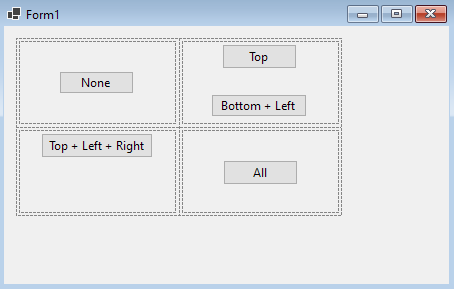 Form1
None
Top
Bottom + Left
Top + Left + Right
All